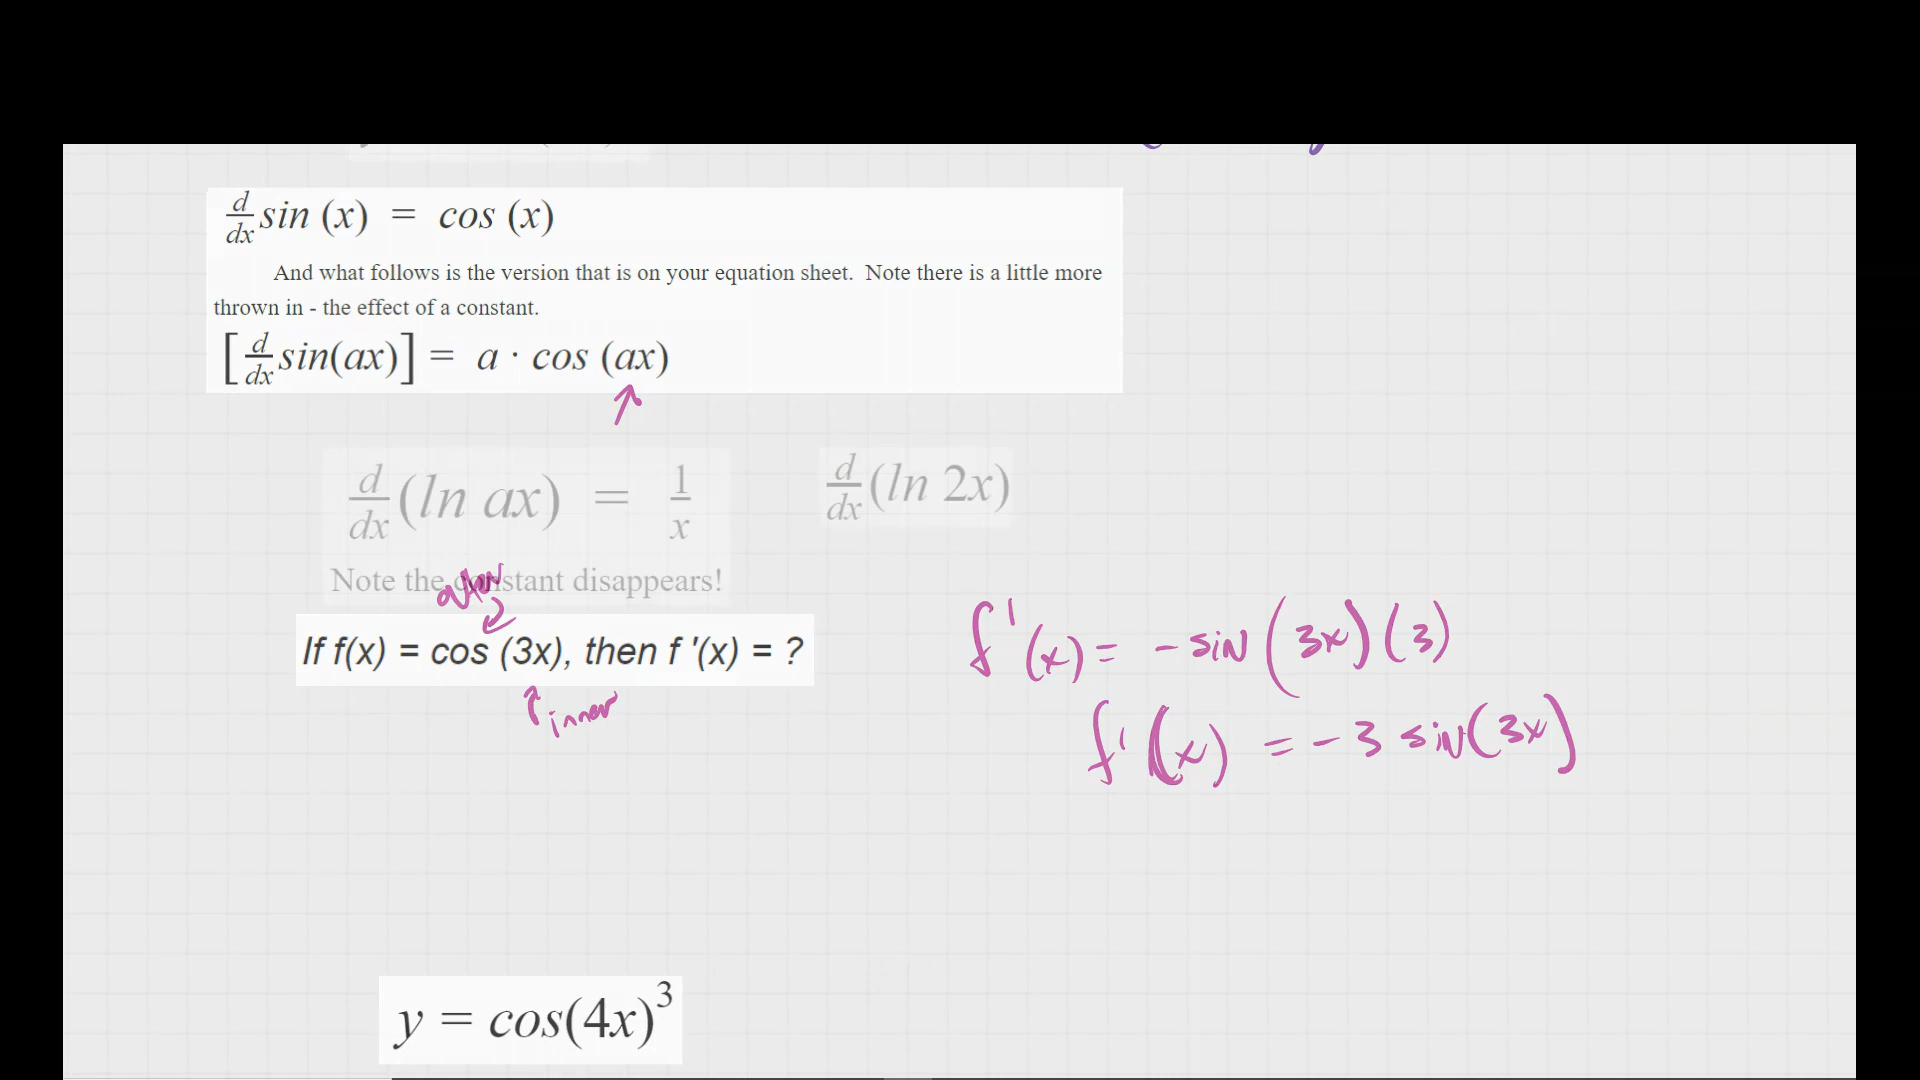 d/dx sin (x) = cos (x)
And what follows is the version that is on your equation sheet. Note there is a little more
thrown in - the effect of a constant.
[d/dx sin(ax)] = a · cos (ax)
d/dx (ln ax) = 1/x
d/dx (ln 2x)
Note the constant disappears!
outer
If f(x) = cos (3x), then f '(x) = ?
inner
f'(x) = -sin(3x)(3)
f'(x) = -3 sin(3x)
y = cos(4x)³